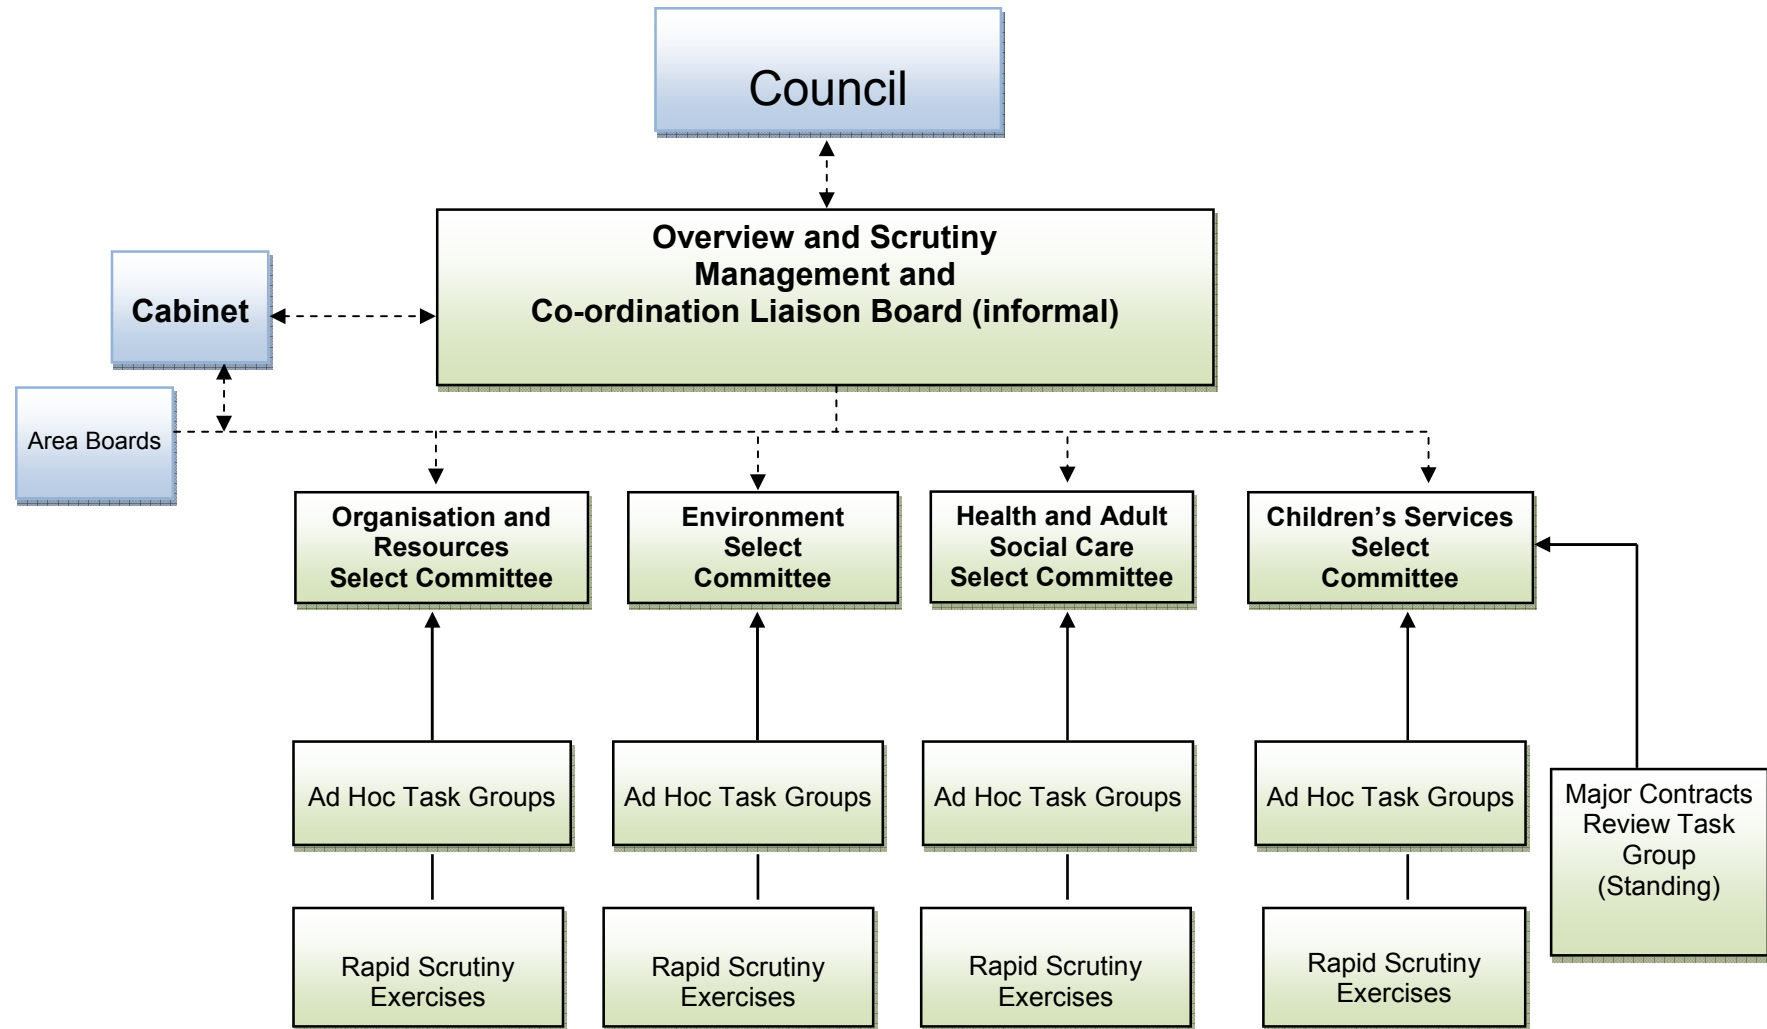 Council
Overview and Scrutiny
Management and
Co-ordination Liaison Board (informal)
Cabinet
Area Boards
Organisation and
Resources
Select Committee
Environment
Select
Committee
Health and Adult
Social Care
Select Committee
Children’s Services
Select
Committee
Ad Hoc Task Groups
Ad Hoc Task Groups
Ad Hoc Task Groups
Ad Hoc Task Groups
Major Contracts
Review Task
Group
(Standing)
Rapid Scrutiny
Exercises
Rapid Scrutiny
Exercises
Rapid Scrutiny
Exercises
Rapid Scrutiny
Exercises